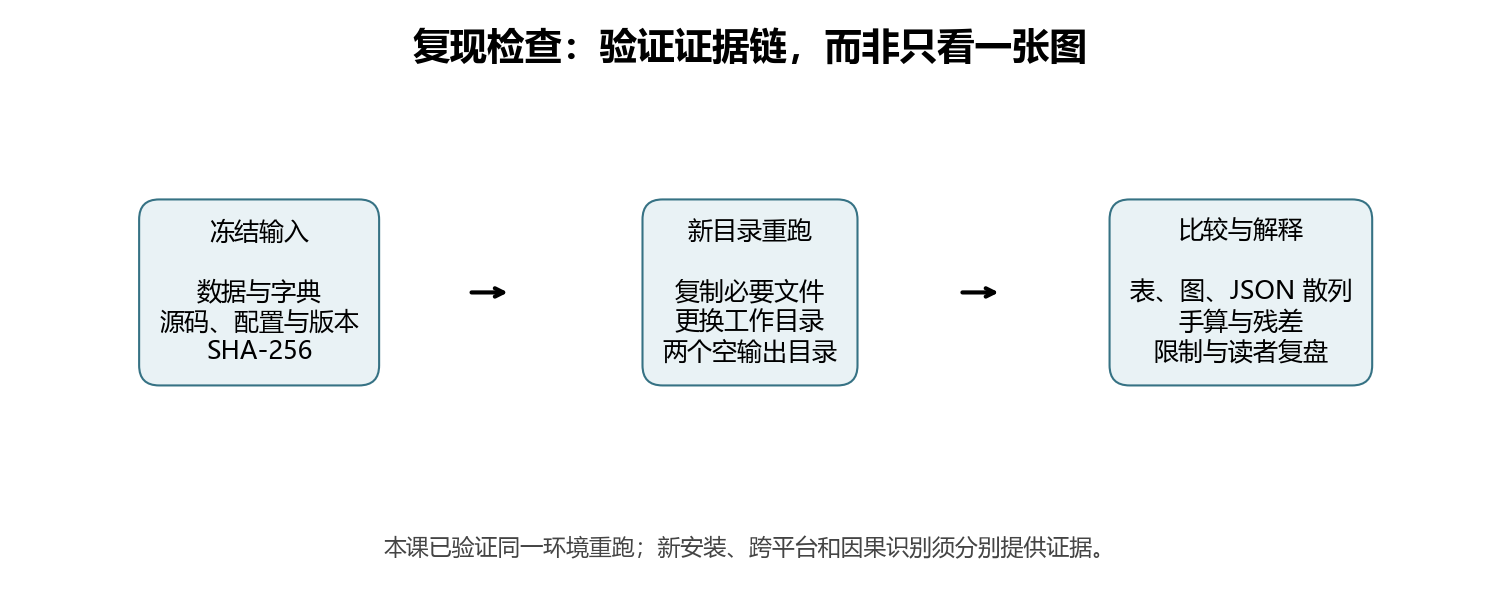 复现检查：验证证据链，而非只看一张图
冻结输入
数据与字典
源码、配置与版本
SHA-256
新目录重跑
复制必要文件
更换工作目录
两个空输出目录
比较与解释
表、图、JSON 散列
手算与残差
限制与读者复盘
本课已验证同一环境重跑；新安装、跨平台和因果识别须分别提供证据。